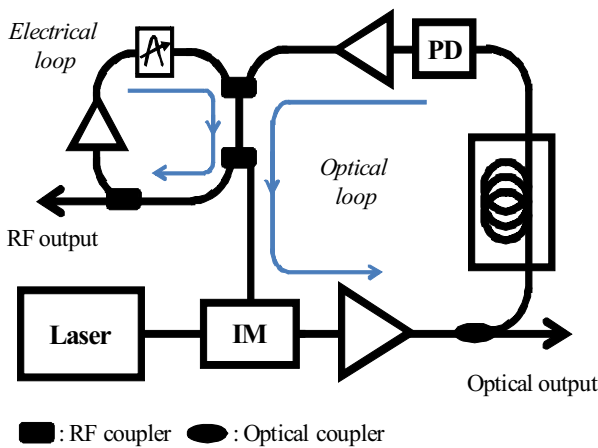 Electrical
loop
PD
Optical
loop
RF output
Laser
IM
Optical output
: RF coupler
: Optical coupler